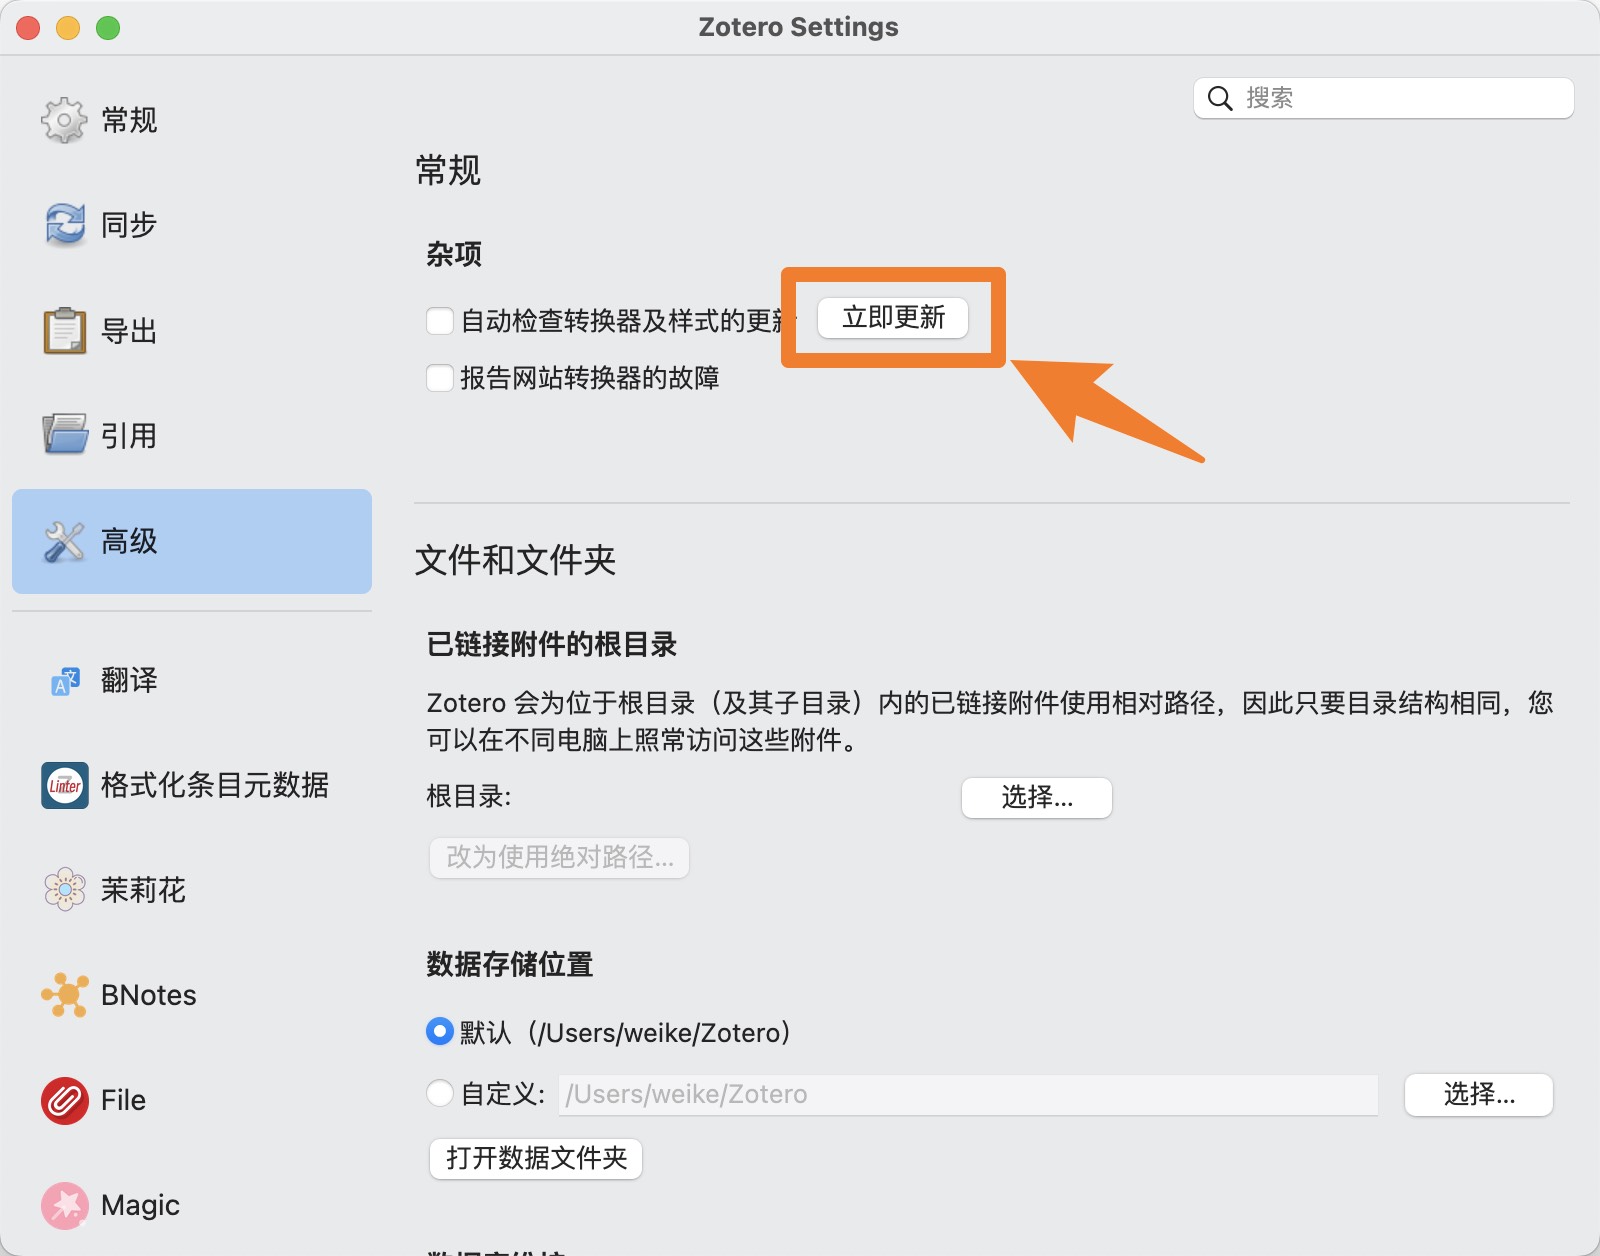 Zotero Settings
搜索
常规
同步
导出
引用
高级
翻译
Linter
格式化条目元数据
茉莉花
BNotes
File
Magic
常规
杂项
自动检查转换器及样式的更新
立即更新
报告网站转换器的故障
文件和文件夹
已链接附件的根目录
Zotero 会为位于根目录（及其子目录）内的已链接附件使用相对路径，因此只要目录结构相同，您
可以在不同电脑上照常访问这些附件。
根目录:
选择...
改为使用绝对路径...
数据存储位置
默认（/Users/weike/Zotero）
自定义:
/Users/weike/Zotero
选择...
打开数据文件夹